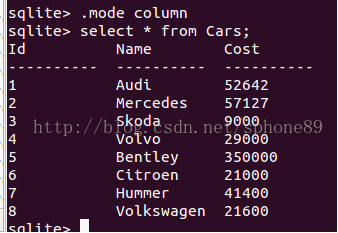 sqlite> .mode column
sqlite> select * from Cars;
Id          Name        Cost
----------  ----------  ----------
1           Audi        52642
2           Mercedes    57127
3           Skoda       9000
http://blog.csdn.net/sphone89
4           Volvo       29000
5           Bentley     350000
6           Citroen     21000
7           Hummer      41400
8           Volkswagen  21600
sqlite>